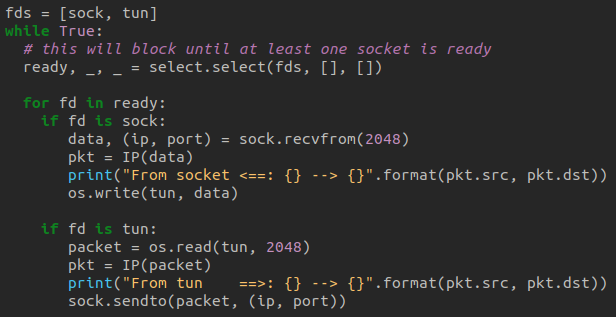 fds = [sock, tun]
while True:
  # this will block until at least one socket is ready
  ready, _, _ = select.select(fds, [], [])

  for fd in ready:
    if fd is sock:
       data, (ip, port) = sock.recvfrom(2048)
       pkt = IP(data)
       print("From socket <==: {} --> {}".format(pkt.src, pkt.dst))
       os.write(tun, data)

    if fd is tun:
       packet = os.read(tun, 2048)
       pkt = IP(packet)
       print("From tun    ==>: {} --> {}".format(pkt.src, pkt.dst))
       sock.sendto(packet, (ip, port))